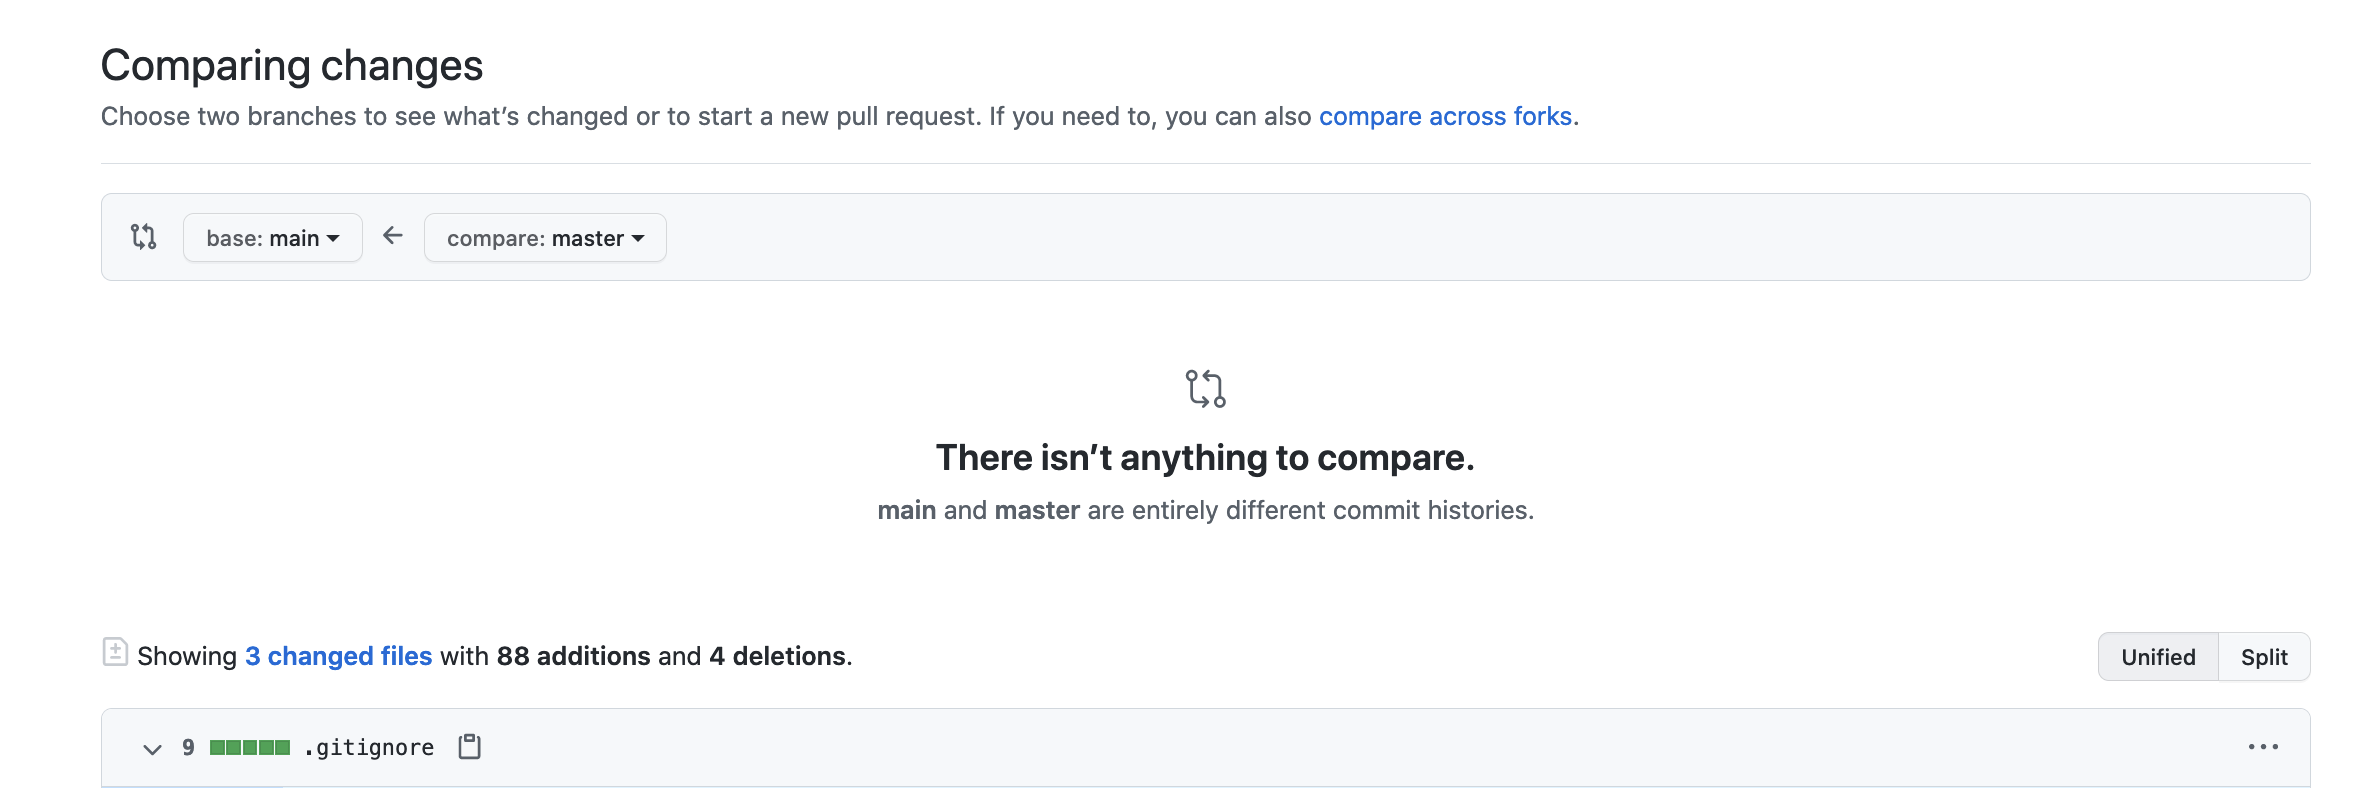 Comparing changes
Choose two branches to see what’s changed or to start a new pull request. If you need to, you can also compare across forks.
base: main
compare: master
There isn’t anything to compare.
main and master are entirely different commit histories.
Showing 3 changed files with 88 additions and 4 deletions.
Unified
Split
9 .gitignore